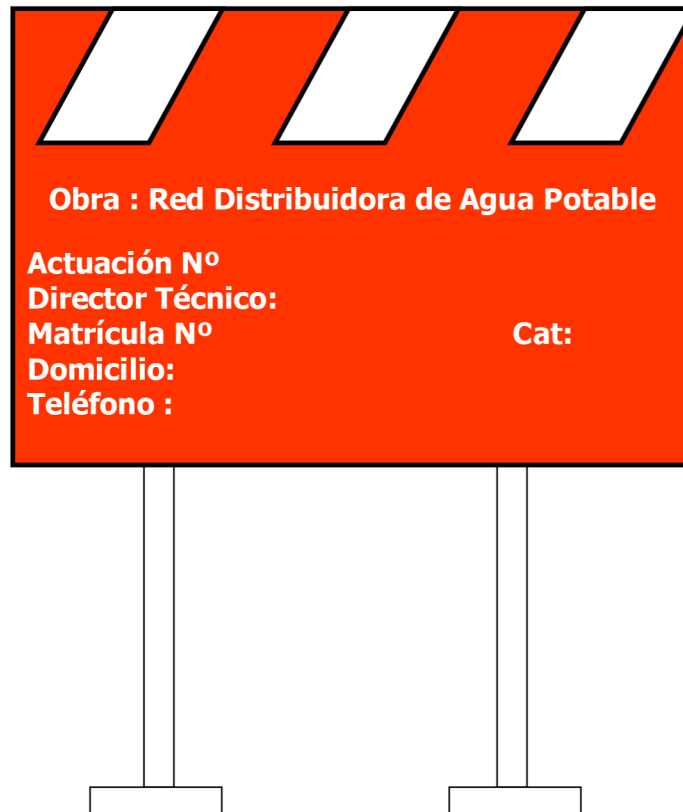 Obra : Red Distribuidora de Agua Potable
Actuación Nº
Director Técnico:
Matrícula Nº Cat:
Domicilio:
Teléfono :